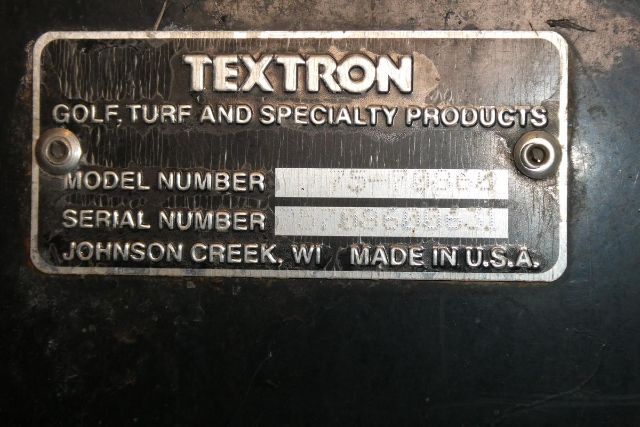 TEXTRON
GOLF, TURF AND SPECIALTY PRODUCTS
MODEL NUMBER
SERIAL NUMBER
JOHNSON CREEK, WI MADE IN U.S.A.